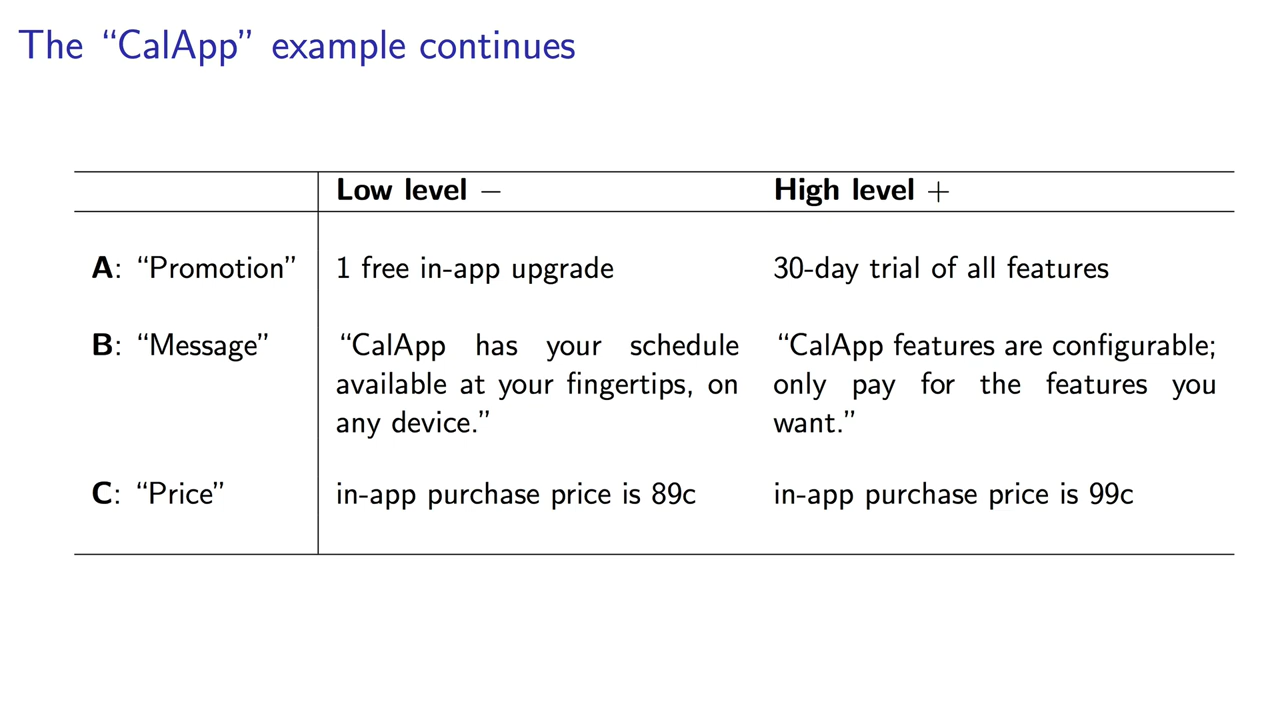 The “CalApp” example continues
Low level − High level +
A: “Promotion” 1 free in-app upgrade 30-day trial of all features
B: “Message” “CalApp has your schedule “CalApp features are configurable;
available at your fingertips, on only pay for the features you
any device.” want.”
C: “Price” in-app purchase price is 89c in-app purchase price is 99c